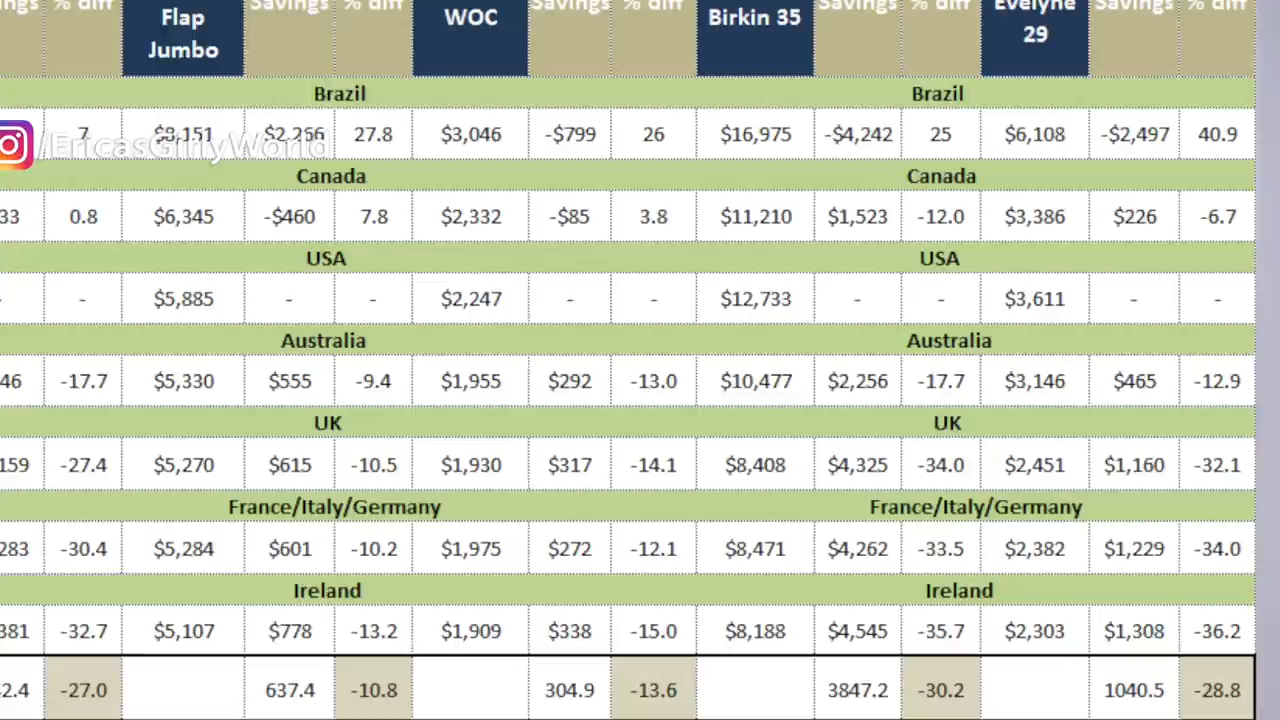 ngs % diff Flap Jumbo Savings % diff WOC Savings % diff Birkin 35 Savings % diff Evelyne 29 Savings % diff
Brazil Brazil
7 $8,151 $2,266 27.8 $3,046 -$799 26 $16,975 -$4,242 25 $6,108 -$2,497 40.9
/EricasGirlyWorld
Canada Canada
33 0.8 $6,345 -$460 7.8 $2,332 -$85 3.8 $11,210 $1,523 -12.0 $3,386 $226 -6.7
USA USA
- - $5,885 - - $2,247 - - $12,733 - - $3,611 - -
Australia Australia
46 -17.7 $5,330 $555 -9.4 $1,955 $292 -13.0 $10,477 $2,256 -17.7 $3,146 $465 -12.9
UK UK
159 -27.4 $5,270 $615 -10.5 $1,930 $317 -14.1 $8,408 $4,325 -34.0 $2,451 $1,160 -32.1
France/Italy/Germany France/Italy/Germany
283 -30.4 $5,284 $601 -10.2 $1,975 $272 -12.1 $8,471 $4,262 -33.5 $2,382 $1,229 -34.0
Ireland Ireland
381 -32.7 $5,107 $778 -13.2 $1,909 $338 -15.0 $8,188 $4,545 -35.7 $2,303 $1,308 -36.2
2.4 -27.0 637.4 -10.8 304.9 -13.6 3847.2 -30.2 1040.5 -28.8